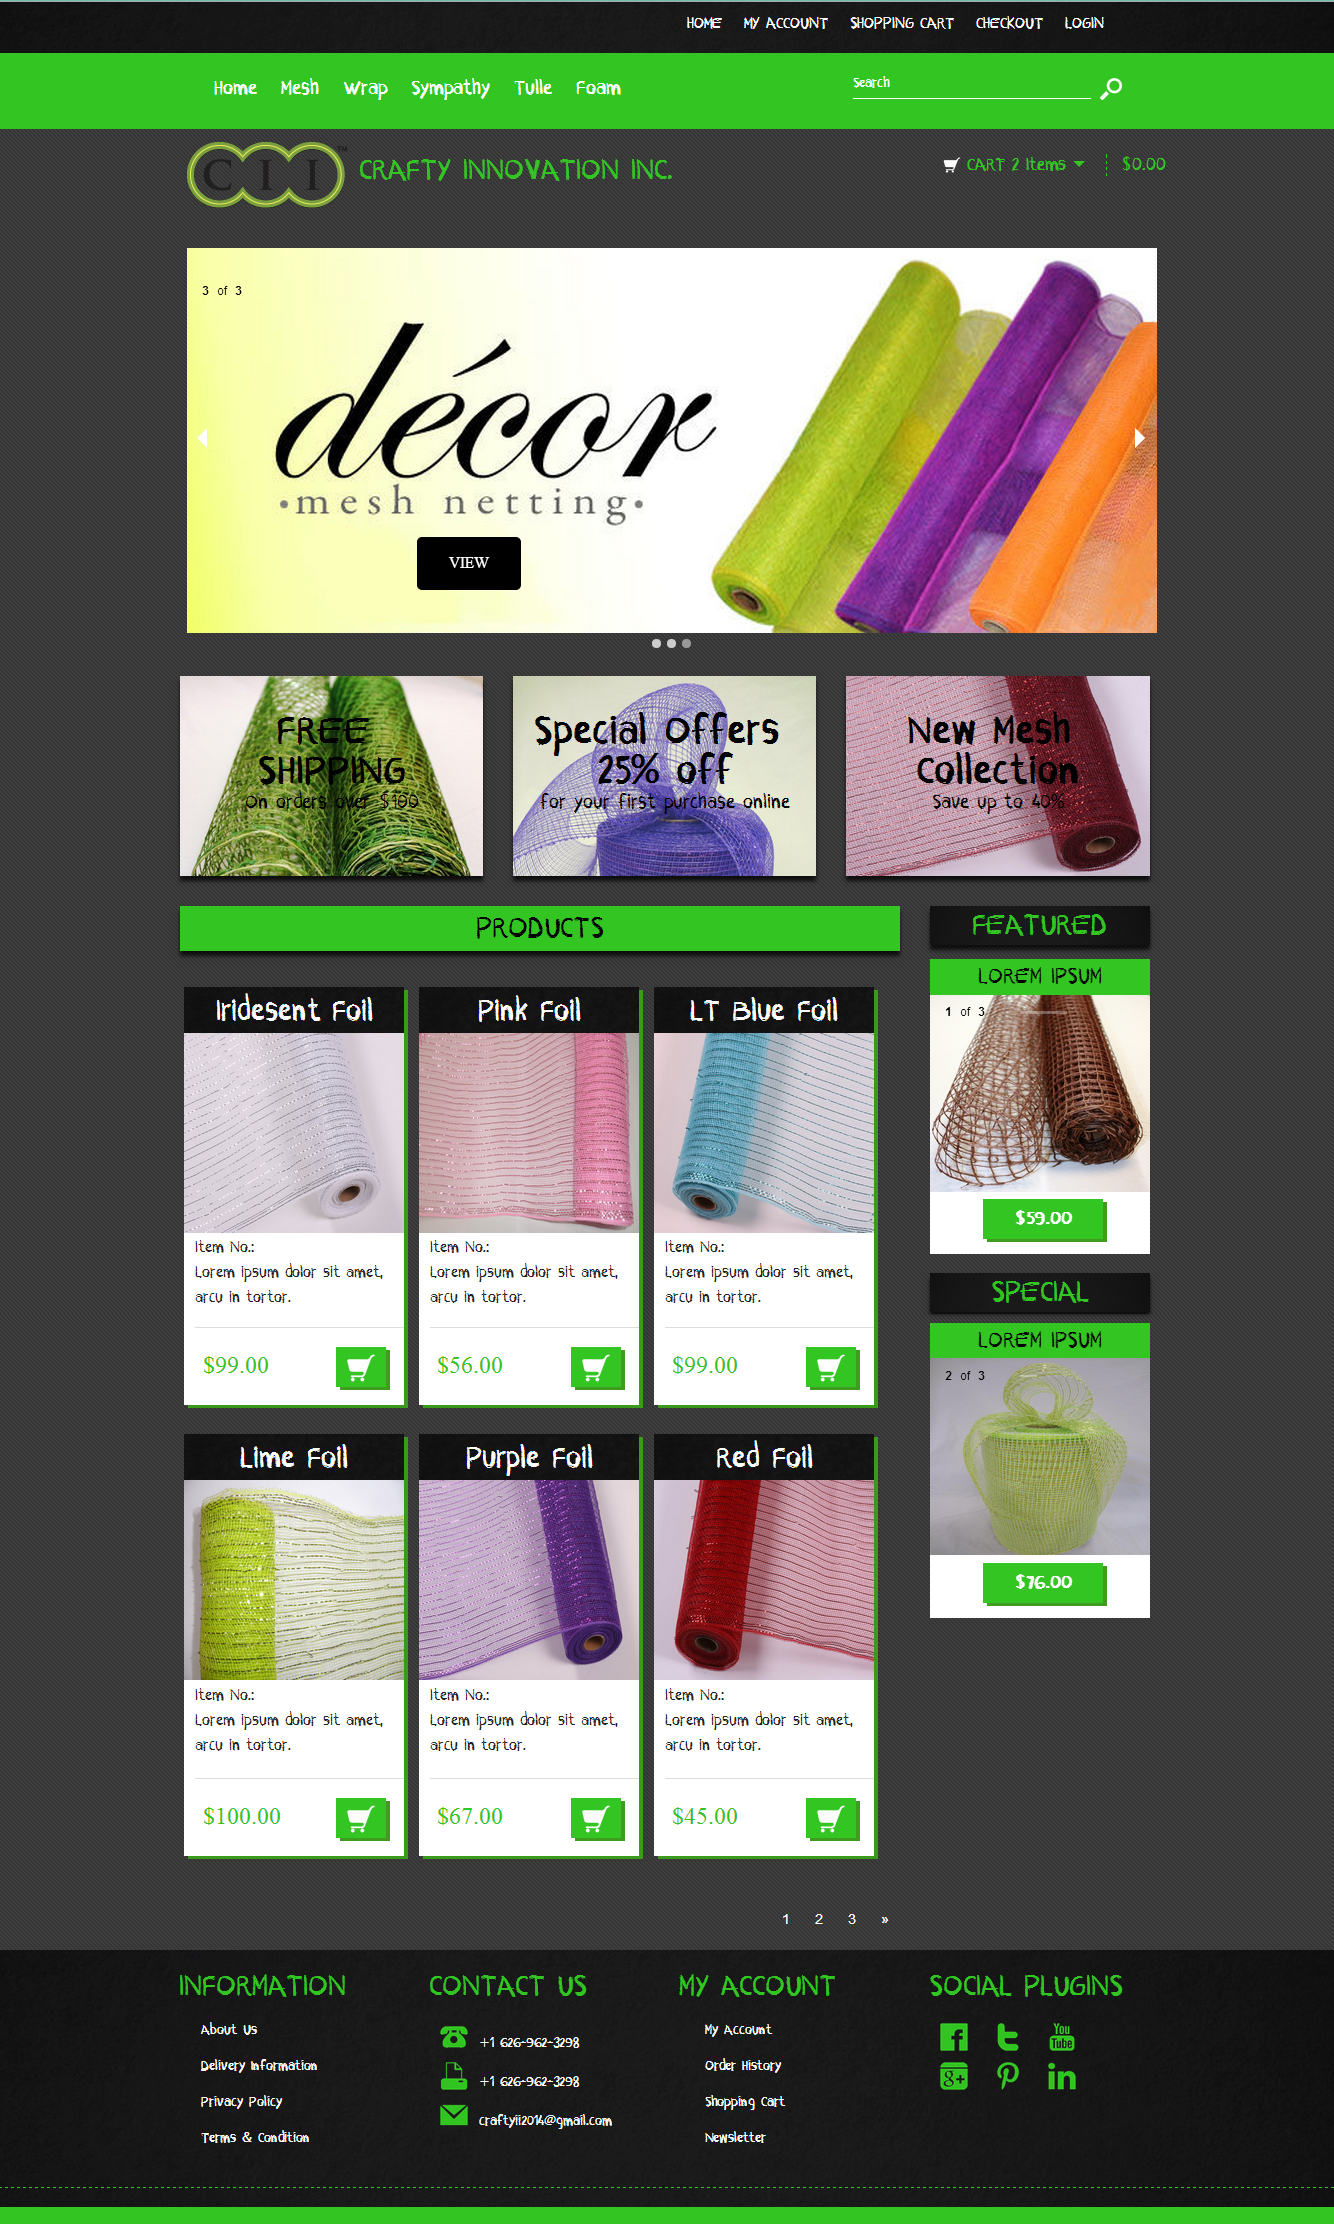 HOME MY ACCOUNT SHOPPING CART CHECKOUT LOGIN
Home Mesh Wrap Sympathy Tulle Foam Search
CII™ CRAFTY INNOVATION INC. CART 2 Items $0.00
3 of 3
décor
•mesh netting•
VIEW
FREE
SHIPPING
On orders over $100
Special Offers
25% off
for your first purchase online
New Mesh
Collection
Save up to 40%
PRODUCTS
Iridesent Foil
Item No.:
Lorem ipsum dolor sit amet,
arcu in tortor.
$99.00
Pink Foil
Item No.:
Lorem ipsum dolor sit amet,
arcu in tortor.
$56.00
LT Blue Foil
Item No.:
Lorem ipsum dolor sit amet,
arcu in tortor.
$99.00
Lime Foil
Item No.:
Lorem ipsum dolor sit amet,
arcu in tortor.
$100.00
Purple Foil
Item No.:
Lorem ipsum dolor sit amet,
arcu in tortor.
$67.00
Red Foil
Item No.:
Lorem ipsum dolor sit amet,
arcu in tortor.
$45.00
FEATURED
LOREM IPSUM
1 of 3
$59.00
SPECIAL
LOREM IPSUM
2 of 3
$76.00
1 2 3 »
INFORMATION
About Us
Delivery Information
Privacy Policy
Terms & Condition
CONTACT US
+1 626-962-3298
+1 626-962-3298
craftyii2014@gmail.com
MY ACCOUNT
My Account
Order History
Shopping Cart
Newsletter
SOCIAL PLUGINS
You
Tube
g+
in